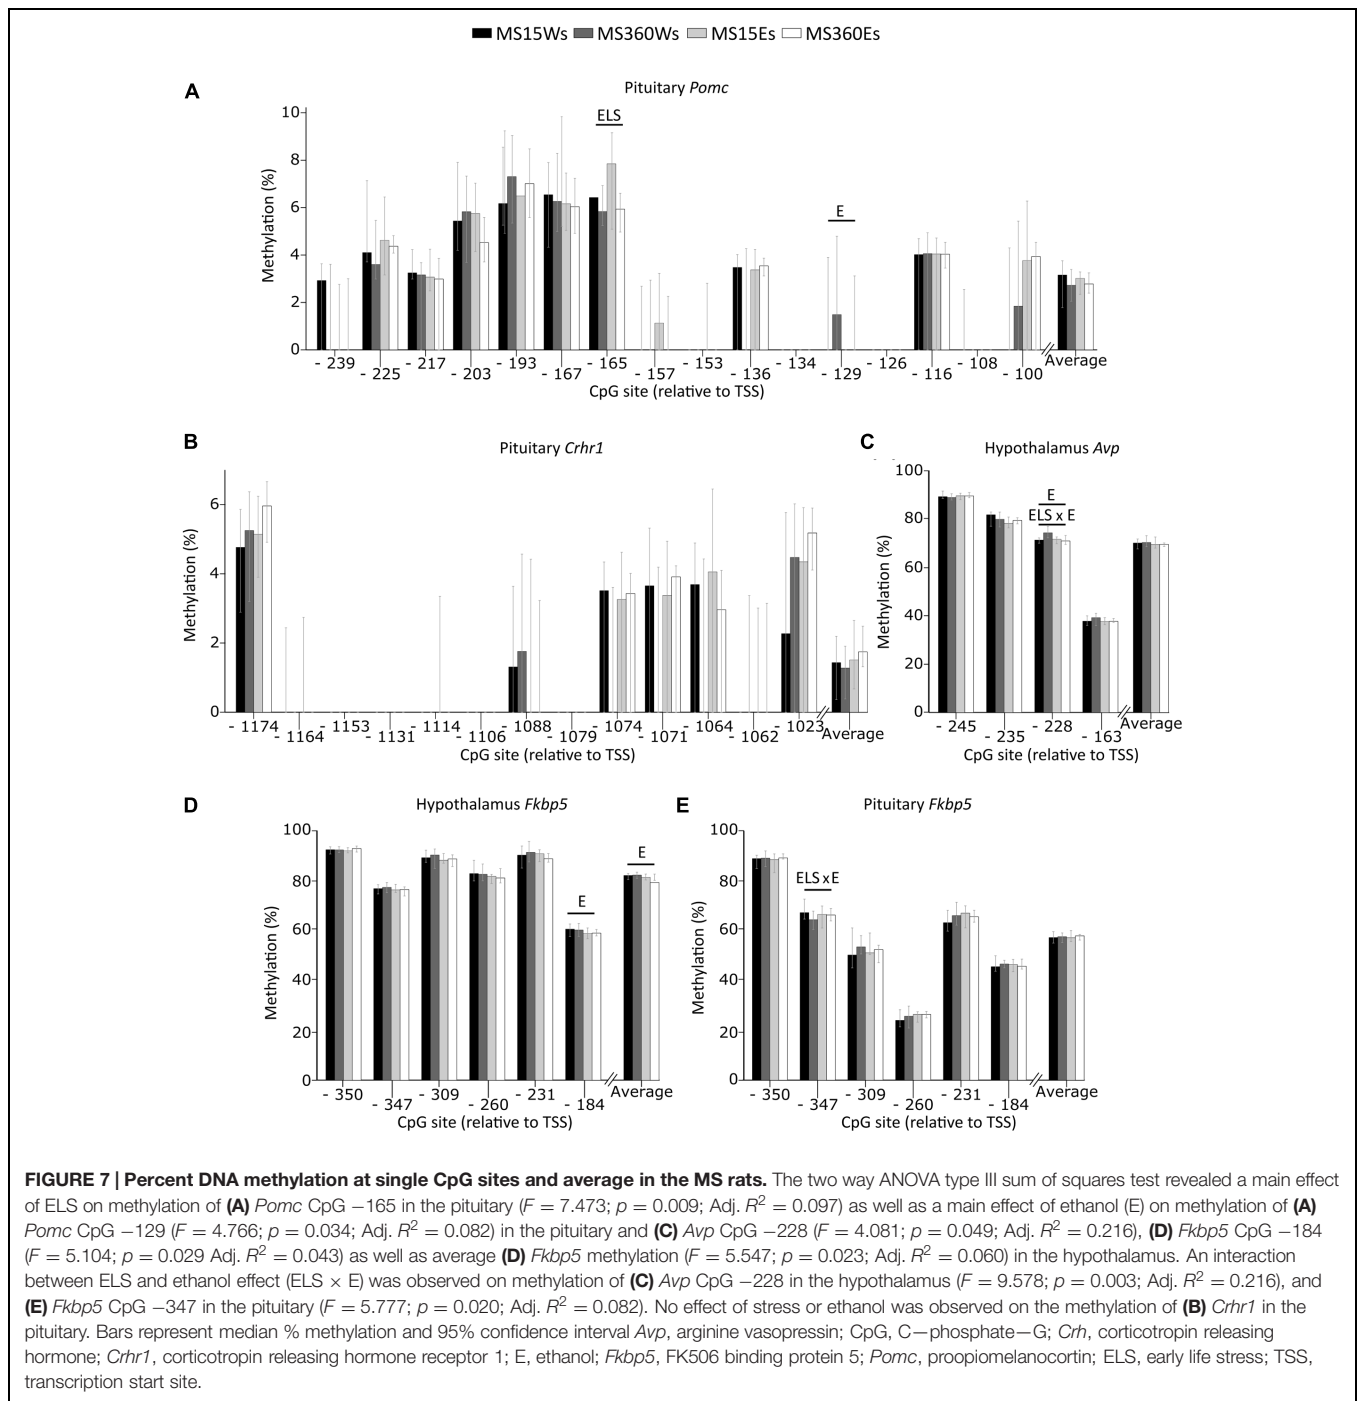 MS15Ws MS360Ws MS15Es MS360Es
A
Pituitary Pomc
ELS
E
Methylation (%)
10
8
6
4
2
0
- 239 - 217 - 193 - 165 - 153 - 134 - 126 - 108 Average
- 225 - 203 - 167 - 157 - 136 - 129 - 116 - 100
CpG site (relative to TSS)
B
Pituitary Crhr1
Methylation (%)
6
4
2
0
- 1174 - 1153 - 1114 - 1088 - 1074 - 1064 - 1023
- 1164 - 1131 - 1106 - 1079 - 1071 - 1062 Average
CpG site (relative to TSS)
C
Hypothalamus Avp
E
ELS x E
Methylation (%)
100
80
60
40
20
0
- 245 - 228 Average
- 235 - 163
CpG site (relative to TSS)
D
Hypothalamus Fkbp5
E
E
Methylation (%)
100
80
60
40
20
0
- 350 - 309 - 231 Average
- 347 - 260 - 184
CpG site (relative to TSS)
E
Pituitary Fkbp5
ELS x E
Methylation (%)
100
80
60
40
20
0
- 350 - 309 - 231 Average
- 347 - 260 - 184
CpG site (relative to TSS)
FIGURE 7 | Percent DNA methylation at single CpG sites and average in the MS rats. The two way ANOVA type III sum of squares test revealed a main effect
of ELS on methylation of (A) Pomc CpG −165 in the pituitary (F = 7.473; p = 0.009; Adj. R² = 0.097) as well as a main effect of ethanol (E) on methylation of (A)
Pomc CpG −129 (F = 4.766; p = 0.034; Adj. R² = 0.082) in the pituitary and (C) Avp CpG −228 (F = 4.081; p = 0.049; Adj. R² = 0.216), (D) Fkbp5 CpG −184
(F = 5.104; p = 0.029 Adj. R² = 0.043) as well as average (D) Fkbp5 methylation (F = 5.547; p = 0.023; Adj. R² = 0.060) in the hypothalamus. An interaction
between ELS and ethanol effect (ELS × E) was observed on methylation of (C) Avp CpG −228 in the hypothalamus (F = 9.578; p = 0.003; Adj. R² = 0.216), and
(E) Fkbp5 CpG −347 in the pituitary (F = 5.777; p = 0.020; Adj. R² = 0.082). No effect of stress or ethanol was observed on the methylation of (B) Crhr1 in the
pituitary. Bars represent median % methylation and 95% confidence interval Avp, arginine vasopressin; CpG, C—phosphate—G; Crh, corticotropin releasing
hormone; Crhr1, corticotropin releasing hormone receptor 1; E, ethanol; Fkbp5, FK506 binding protein 5; Pomc, proopiomelanocortin; ELS, early life stress; TSS,
transcription start site.